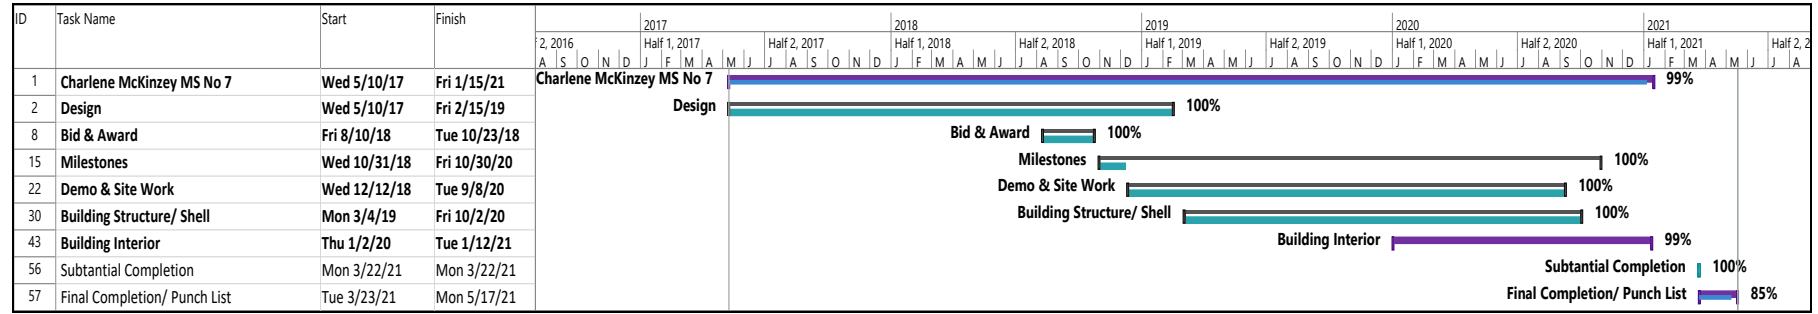 ID Task Name Start Finish 2017 2018 2019 2020 2021
2, 2016 Half 1, 2017 Half 2, 2017 Half 1, 2018 Half 2, 2018 Half 1, 2019 Half 2, 2019 Half 1, 2020 Half 2, 2020 Half 1, 2021 Half 2, 2
A S O N D J F M A M J J A S O N D J F M A M J J A S O N D J F M A M J J A S O N D J F M A M J J A S O N D J F M A M J J A
1 Charlene McKinzey MS No 7 Wed 5/10/17 Fri 1/15/21 Charlene McKinzey MS No 7 99%
2 Design Wed 5/10/17 Fri 2/15/19 Design 100%
8 Bid & Award Fri 8/10/18 Tue 10/23/18 Bid & Award 100%
15 Milestones Wed 10/31/18 Fri 10/30/20 Milestones 100%
22 Demo & Site Work Wed 12/12/18 Tue 9/8/20 Demo & Site Work 100%
30 Building Structure/ Shell Mon 3/4/19 Fri 10/2/20 Building Structure/ Shell 100%
43 Building Interior Thu 1/2/20 Tue 1/12/21 Building Interior 99%
56 Subtantial Completion Mon 3/22/21 Mon 3/22/21 Subtantial Completion 100%
57 Final Completion/ Punch List Tue 3/23/21 Mon 5/17/21 Final Completion/ Punch List 85%